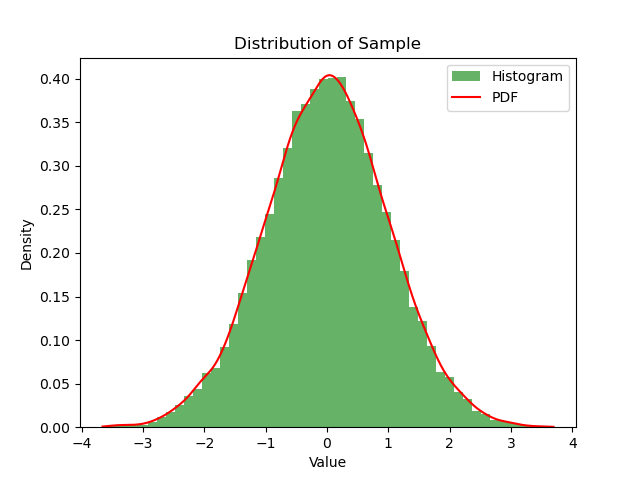 Distribution of Sample
Histogram
PDF
0.40
0.35
0.30
0.25
0.20
0.15
0.10
0.05
0.00
Density
−4 −3 −2 −1 0 1 2 3 4
Value